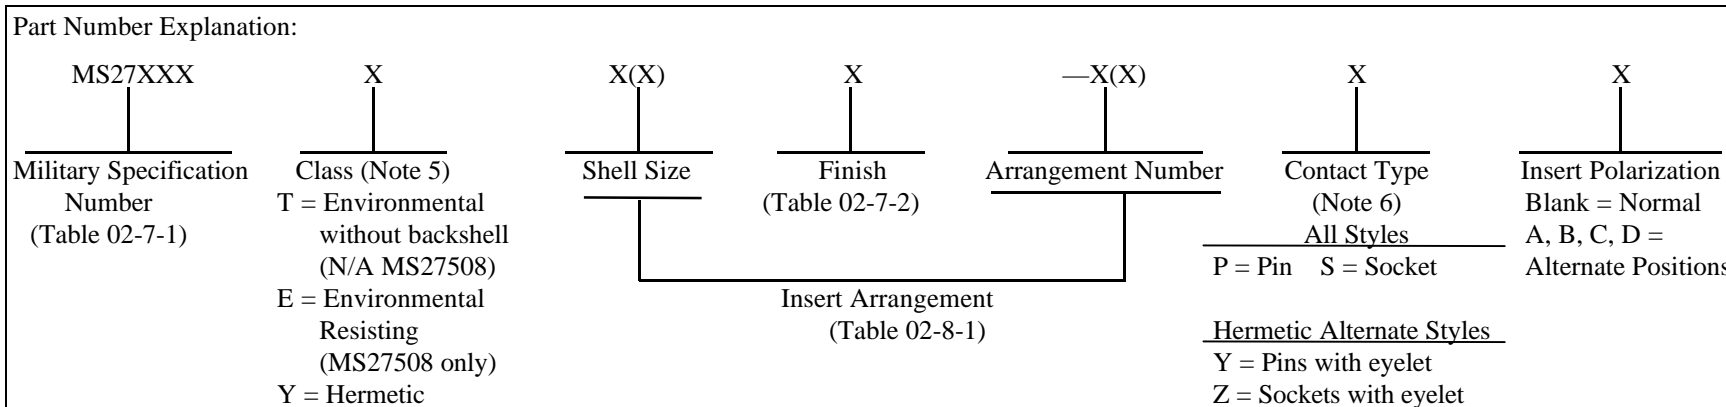 Part Number Explanation:
MS27XXX X X(X) X —X(X) X X
Military Specification
Number
(Table 02-7-1)
Class (Note 5)
T = Environmental
without backshell
(N/A MS27508)
E = Environmental
Resisting
(MS27508 only)
Y = Hermetic
Shell Size
Finish
(Table 02-7-2)
Arrangement Number
Insert Arrangement
(Table 02-8-1)
Contact Type
(Note 6)
All Styles
P = Pin S = Socket
Hermetic Alternate Styles
Y = Pins with eyelet
Z = Sockets with eyelet
Insert Polarization
Blank = Normal
A, B, C, D =
Alternate Positions